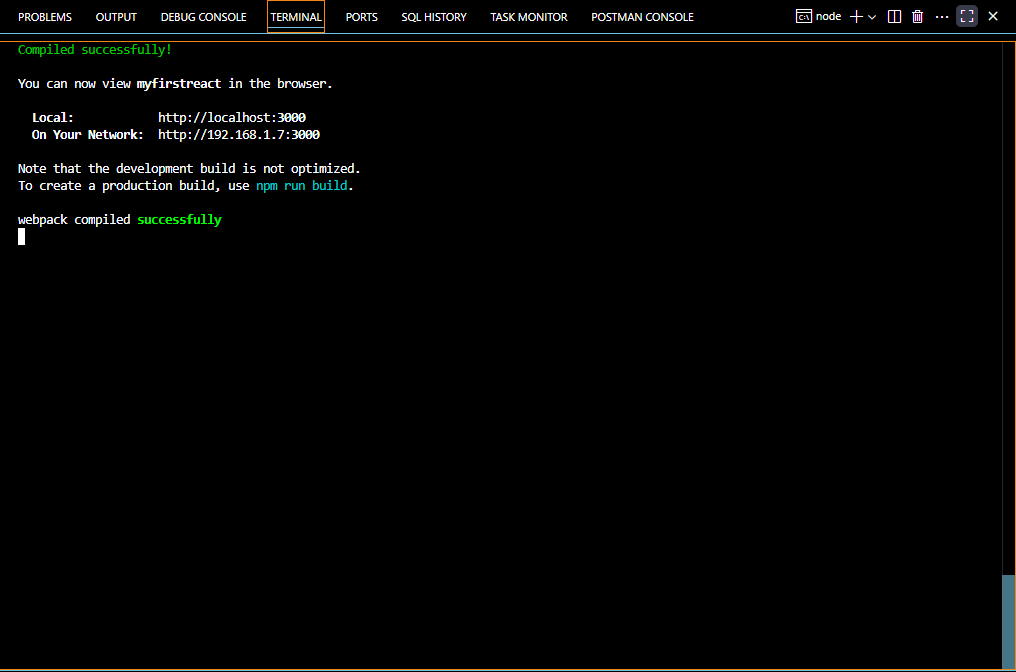 PROBLEMS OUTPUT DEBUG CONSOLE TERMINAL PORTS SQL HISTORY TASK MONITOR POSTMAN CONSOLE node
Compiled successfully!
You can now view myfirstreact in the browser.
Local: http://localhost:3000
On Your Network: http://192.168.1.7:3000
Note that the development build is not optimized.
To create a production build, use npm run build.
webpack compiled successfully